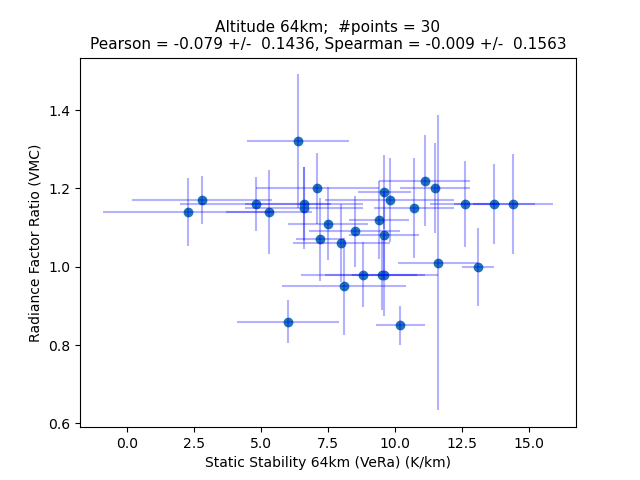 Altitude 64km;  #points = 30
Pearson = -0.079 +/-  0.1436, Spearman = -0.009 +/-  0.1563
1.4
1.2
1.0
0.8
0.6
Radiance Factor Ratio (VMC)
0.0 2.5 5.0 7.5 10.0 12.5 15.0
Static Stability 64km (VeRa) (K/km)